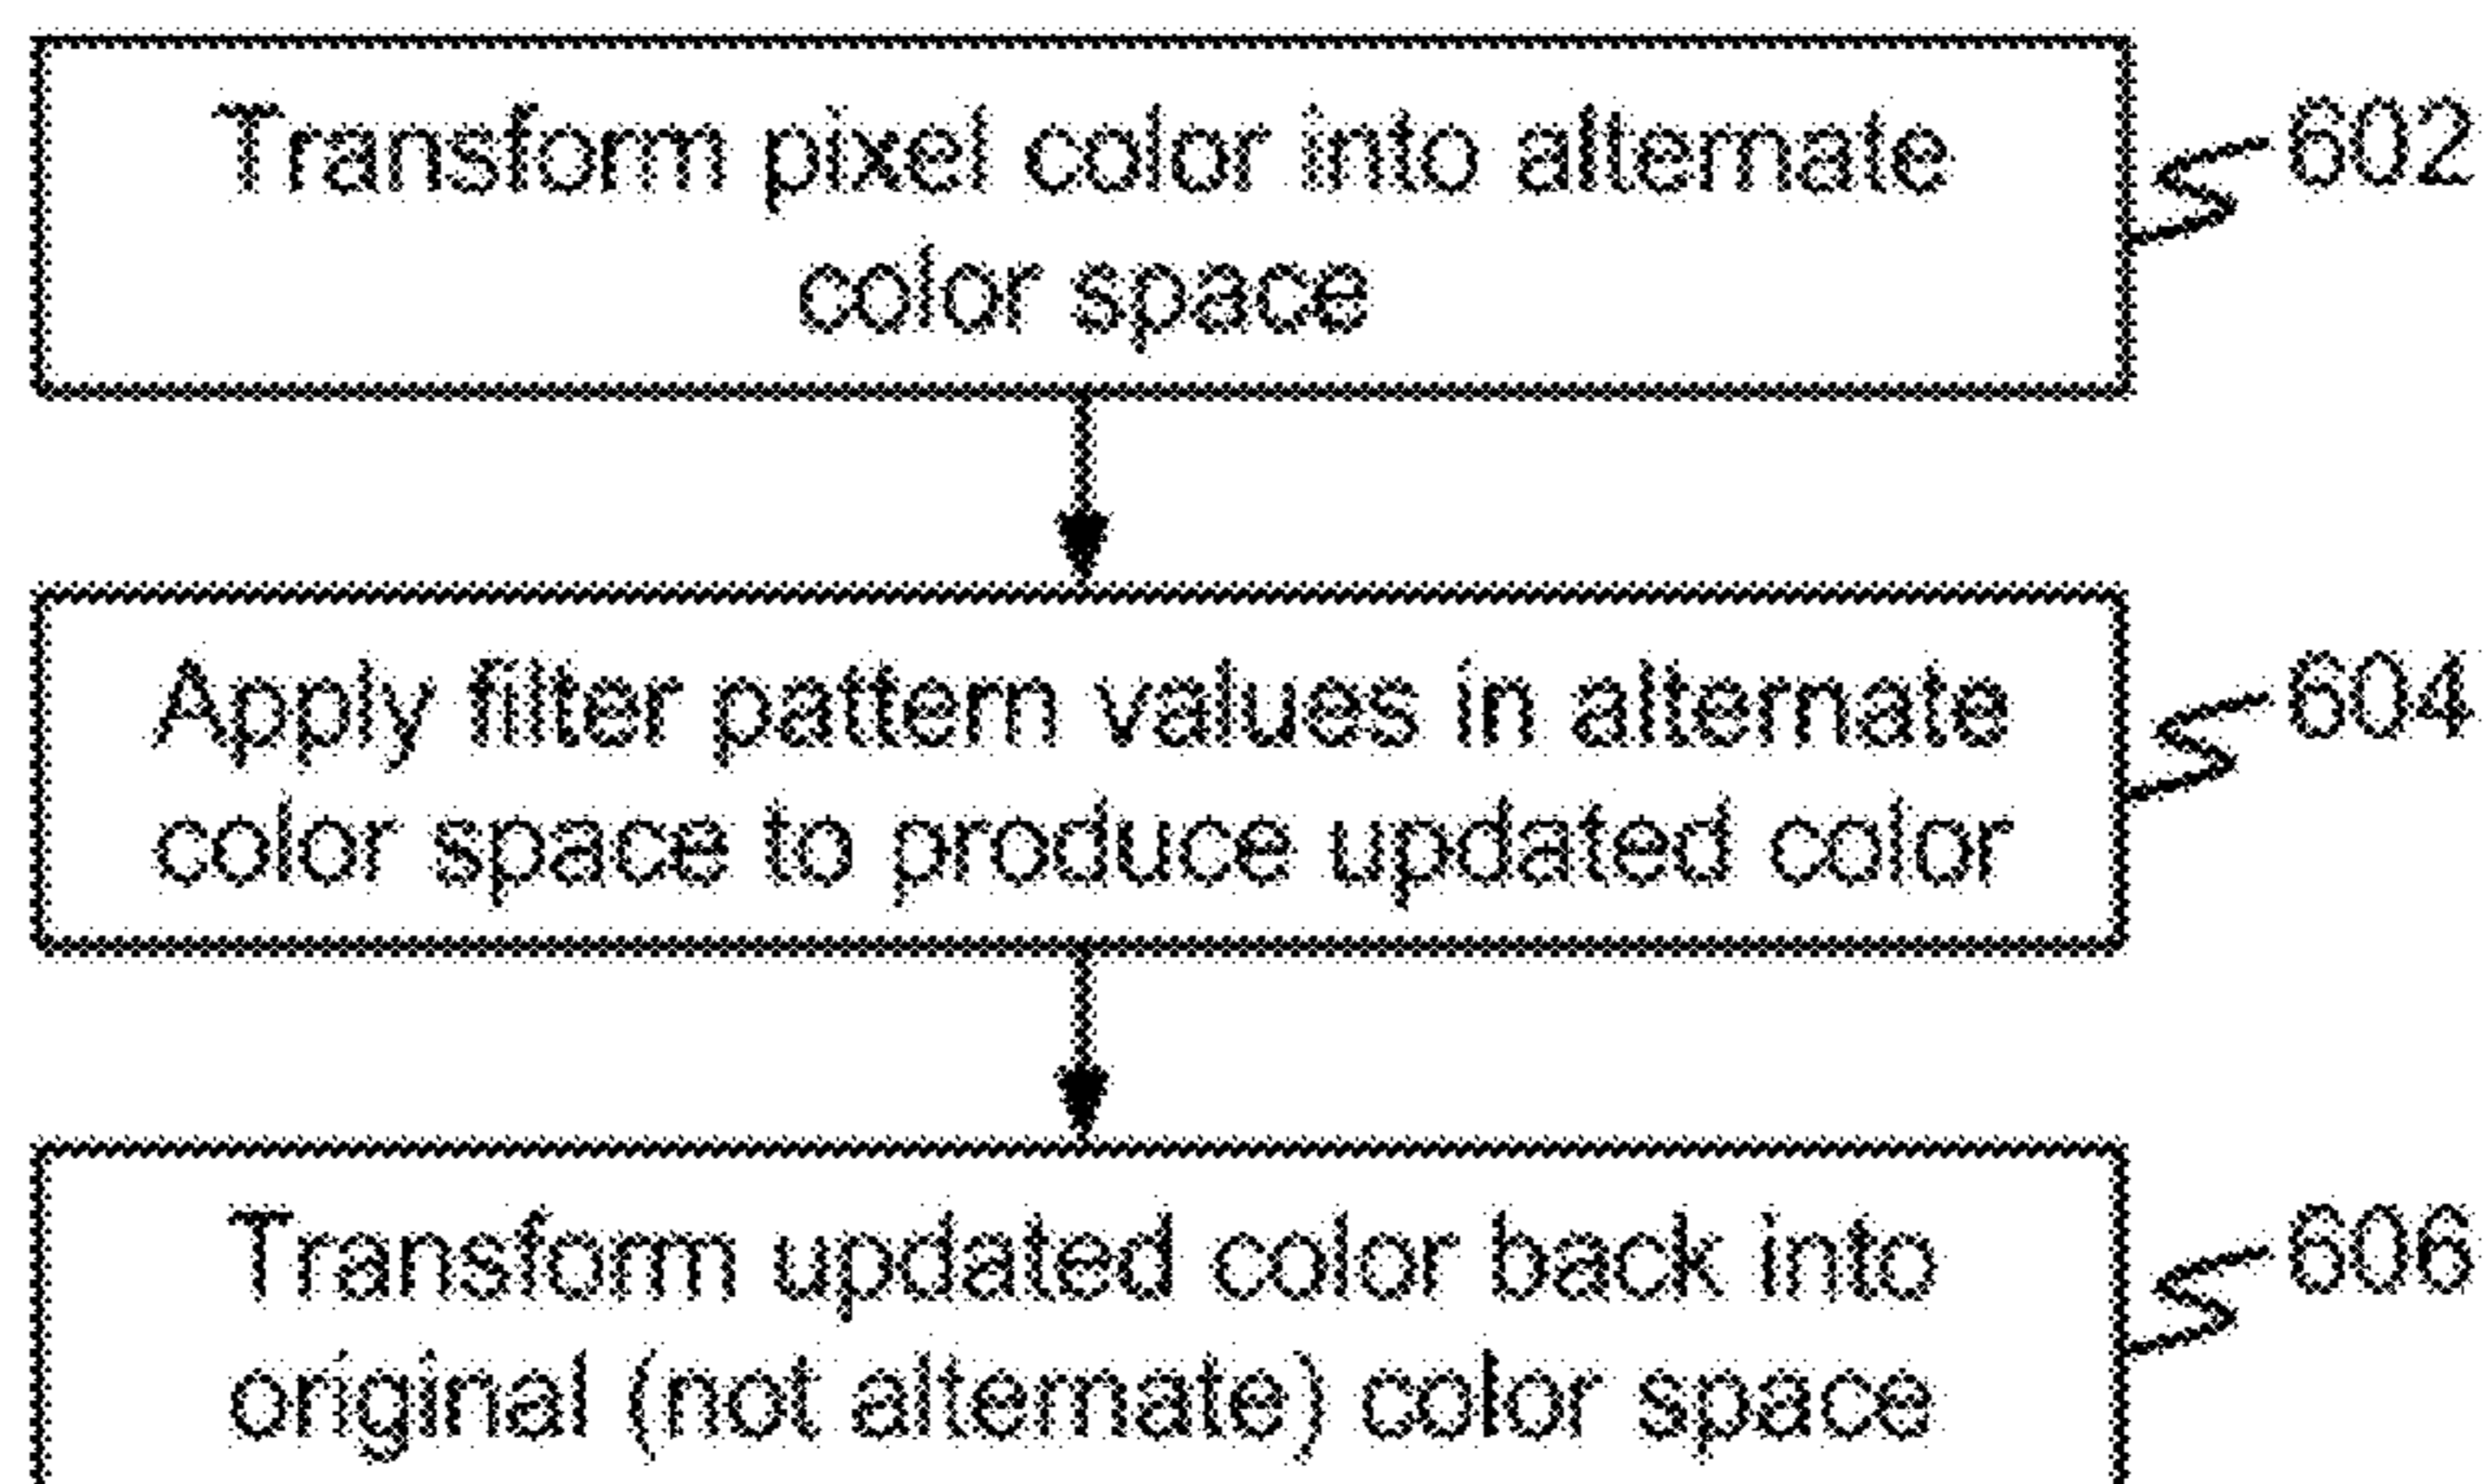 Transform pixel color into alternate
color space
602
Apply filter pattern values in alternate
color space to produce updated color
604
Transform updated color back into
original (not alternate) color space
606